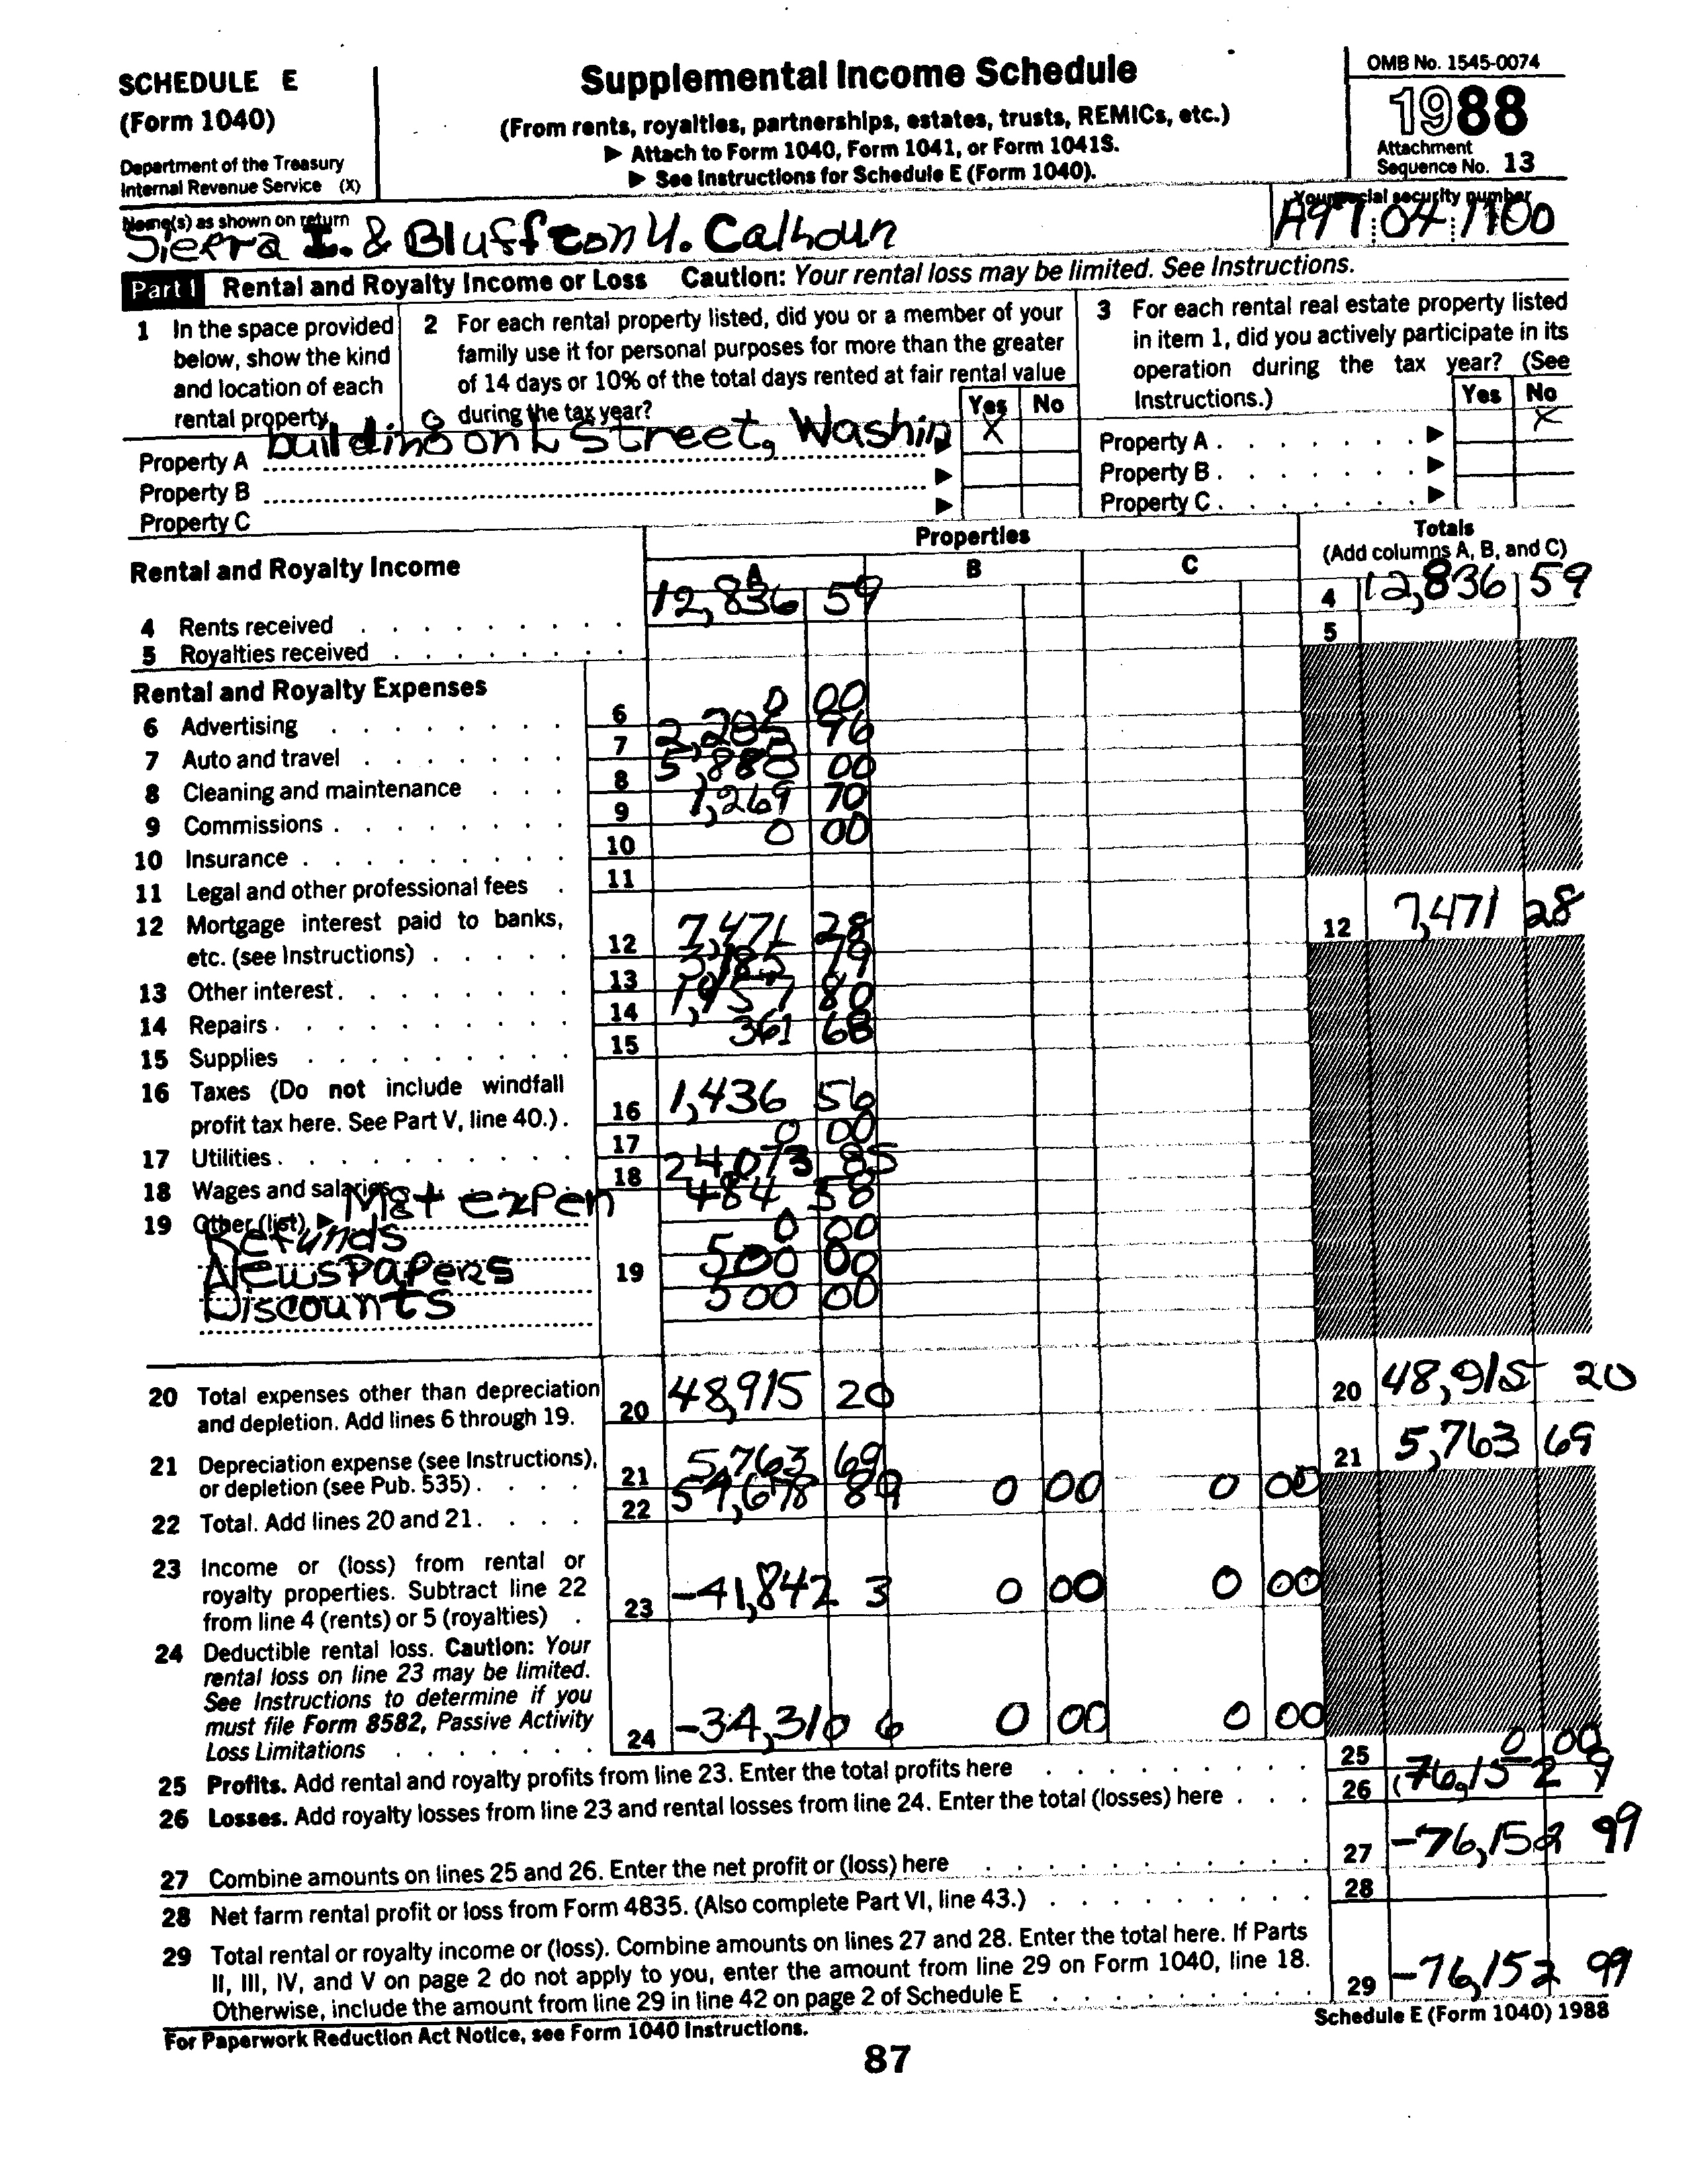 SCHEDULE E
(Form 1040)
Department of the Treasury
Internal Revenue Service (X)
Supplemental Income Schedule
(From rents, royalties, partnerships, estates, trusts, REMICs, etc.)
▶ Attach to Form 1040, Form 1041, or Form 1041S.
▶ See Instructions for Schedule E (Form 1040).
OMB No. 1545-0074
1988
Attachment
Sequence No. 13
Name(s) as shown on return
Sierra I. & Bluffton U. Calhoun
Your social security number
A97 04 1100
Part I Rental and Royalty Income or Loss Caution: Your rental loss may be limited. See Instructions.
1 In the space provided
below, show the kind
and location of each
rental property.
2 For each rental property listed, did you or a member of your
family use it for personal purposes for more than the greater
of 14 days or 10% of the total days rented at fair rental value
during the tax year?
Yes No
3 For each rental real estate property listed
in item 1, did you actively participate in its
operation during the tax year? (See
Instructions.)
Yes No
Property A building on L Street, Washin ▶ X
Property B ▶
Property C ▶
Property A . . . . . . . ▶ X
Property B . . . . . . . ▶
Property C . . . . . . . ▶
Rental and Royalty Income
Properties
A B C
Totals
(Add columns A, B, and C)
4 Rents received 12,836 59 4 12,836 59
5 Royalties received 5
Rental and Royalty Expenses
6 Advertising 6 0 00
7 Auto and travel 7 2,205 96
8 Cleaning and maintenance 8 5,880 00
9 Commissions 9 1,269 70
10 Insurance 10 0 00
11 Legal and other professional fees 11
12 Mortgage interest paid to banks,
etc. (see Instructions) 12 7,471 28 12 7,471 28
13 Other interest 13 3,185 79
14 Repairs 14 1,957 80
15 Supplies 15 361 68
16 Taxes (Do not include windfall
profit tax here. See Part V, line 40.) 16 1,436 56
17 Utilities 17 0 00
18 Wages and salaries 18 24,073 85
19 Other (list) ▶ Mgt expen 484 58
Refunds 0 00
Newspapers 19 500 00
Discounts 500 00
20 Total expenses other than depreciation
and depletion. Add lines 6 through 19. 20 48,915 20 20 48,915 20
21 Depreciation expense (see Instructions),
or depletion (see Pub. 535) 21 5,763 69 21 5,763 69
22 Total. Add lines 20 and 21. 22 54,678 89 0 00 0 00
23 Income or (loss) from rental or
royalty properties. Subtract line 22
from line 4 (rents) or 5 (royalties) 23 -41,842 3 0 00 0 00
24 Deductible rental loss. Caution: Your
rental loss on line 23 may be limited.
See Instructions to determine if you
must file Form 8582, Passive Activity
Loss Limitations 24 -34,310 6 0 00 0 00
25 Profits. Add rental and royalty profits from line 23. Enter the total profits here 25 0 00
26 Losses. Add royalty losses from line 23 and rental losses from line 24. Enter the total (losses) here 26 (76,152 9
27 Combine amounts on lines 25 and 26. Enter the net profit or (loss) here 27 -76,152 99
28 Net farm rental profit or loss from Form 4835. (Also complete Part VI, line 43.) 28
29 Total rental or royalty income or (loss). Combine amounts on lines 27 and 28. Enter the total here. If Parts
II, III, IV, and V on page 2 do not apply to you, enter the amount from line 29 on Form 1040, line 18.
Otherwise, include the amount from line 29 in line 42 on page 2 of Schedule E 29 -76,152 99
For Paperwork Reduction Act Notice, see Form 1040 Instructions.
Schedule E (Form 1040) 1988
87